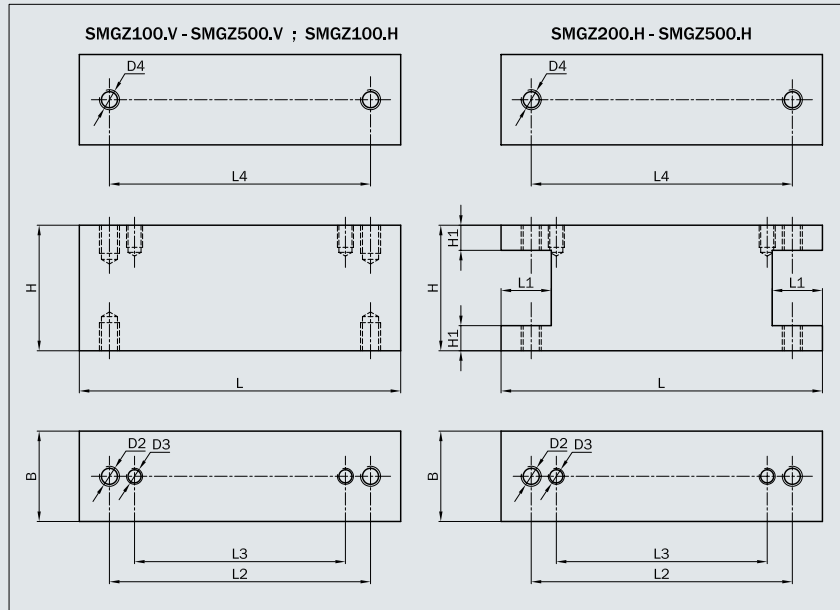 SMGZ100.V - SMGZ500.V ; SMGZ100.H
SMGZ200.H - SMGZ500.H
D4
D4
L4
L4
H
H1
H
H1
L1
L1
L
L
D2 D3
B
L3
L2
D2 D3
B
L3
L2